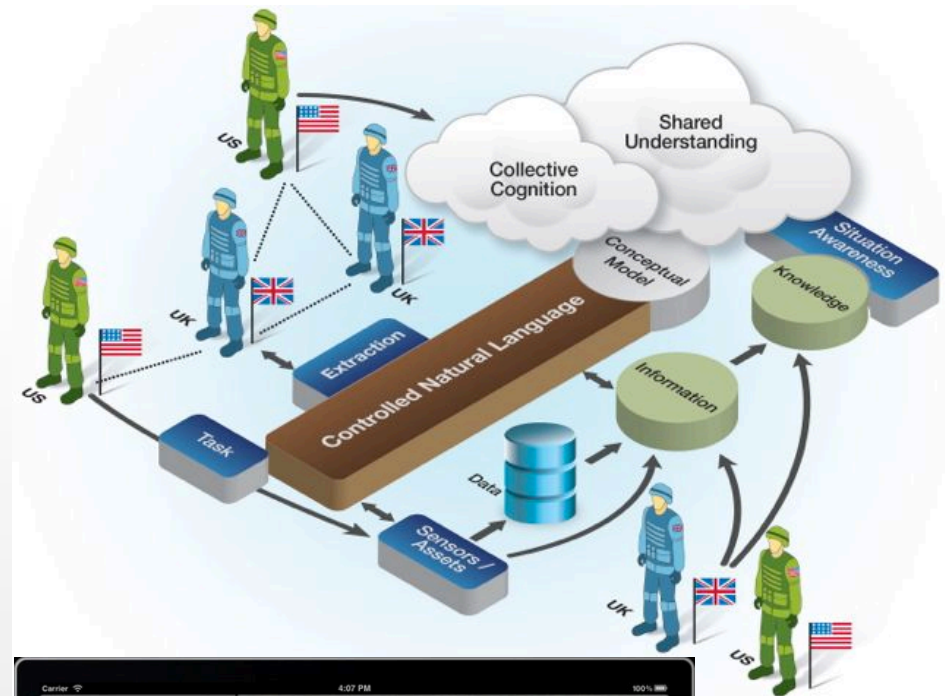 US
Shared
Understanding
Collective
Cognition
UK
UK
US
Situation
Awareness
Conceptual
Model
Knowledge
Extraction
Controlled Natural Language
Information
Task
Data
Sensors /
Assets
UK
US
Carrier 4:07 PM 100%